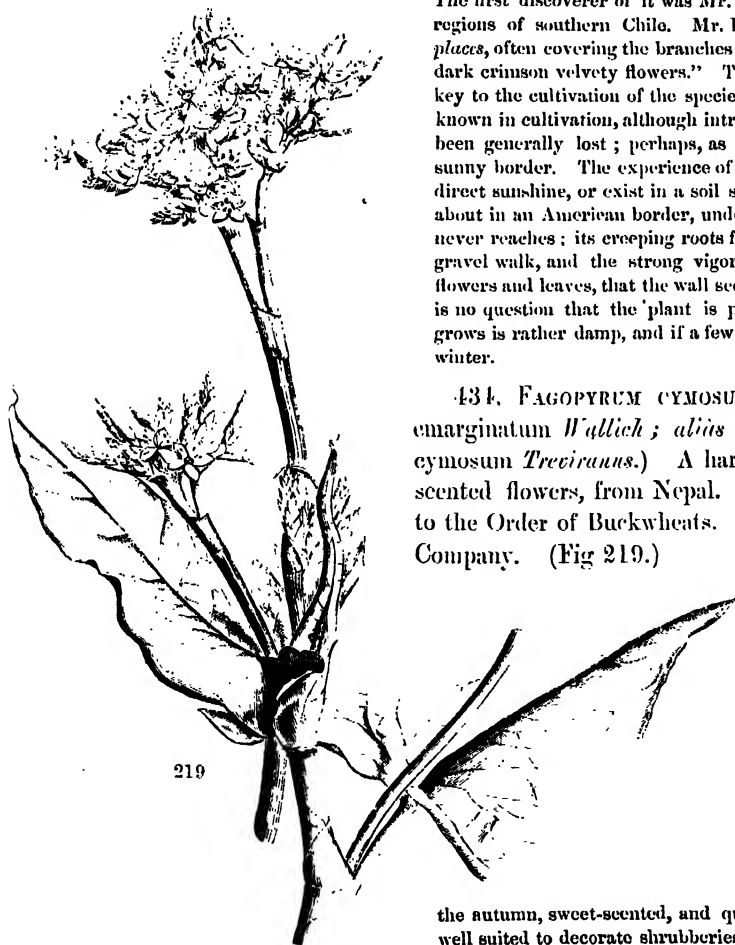 The first discoverer of it was Mr.
regions of southern Chilo. Mr.
places, often covering the branches
dark crimson velvety flowers." T
key to the cultivation of the specie
known in cultivation, although intr
been generally lost ; perhaps, as
sunny border. The experience of
direct sunshine, or exist in a soil s
about in an American border, und
never reaches ; its creeping roots f
gravel walk, and the strong vigor
flowers and leaves, that the wall se
is no question that the plant is p
grows is rather damp, and if a few
winter.
434. FAGOPYRUM CYMOSU
emarginatum Wallich ; alias
cymosum Treviranus.) A har
scented flowers, from Nepal.
to the Order of Buckwheats.
Company. (Fig 219.)
219
the autumn, sweet-scented, and qu
well suited to decorate shrubberies